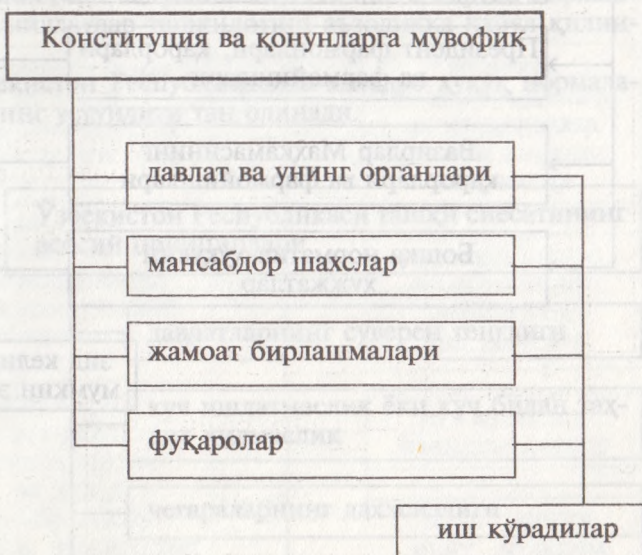 Конституция ва қонунларга мувофиқ
давлат ва унинг органлари
мансабдор шахслар
жамоат бирлашмалари
фуқаролар
иш кўрадилар